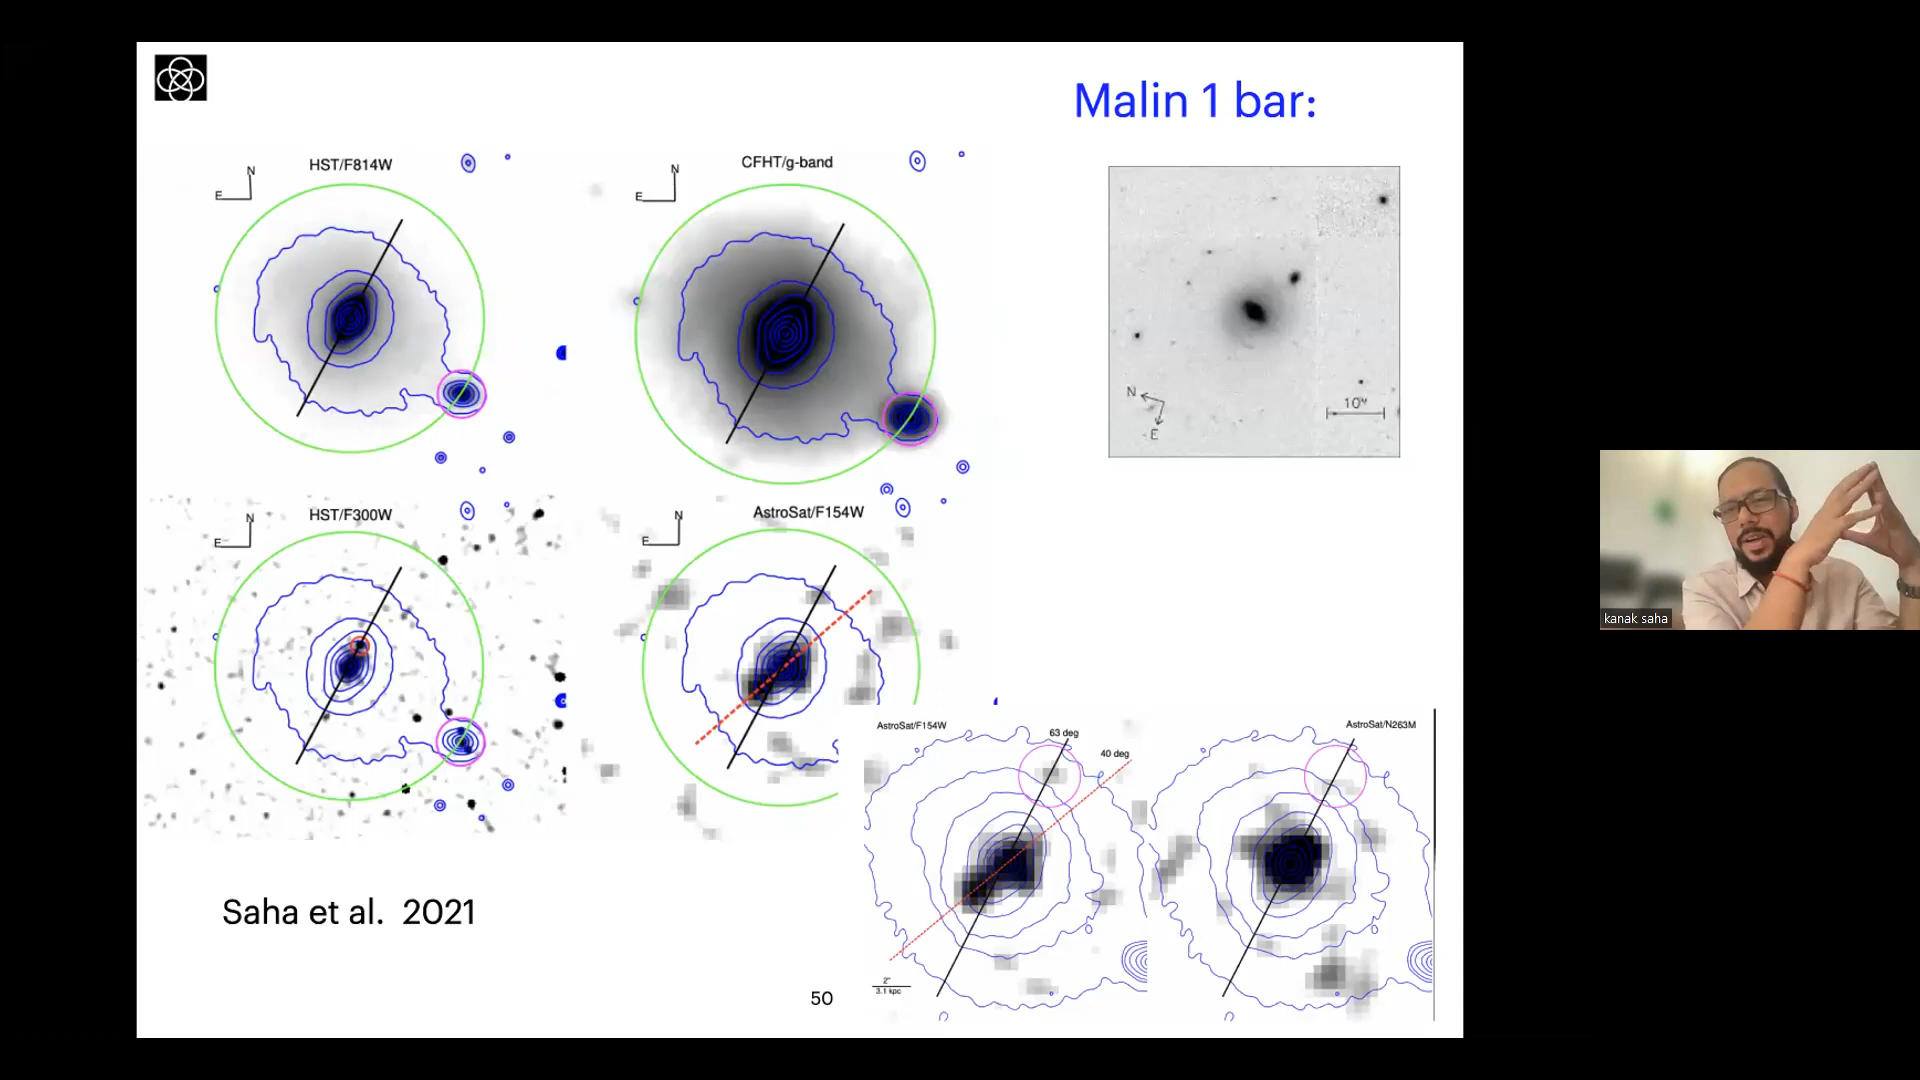 Malin 1 bar:
HST/F814W
N
E
CFHT/g-band
N
E
N
E
10"
HST/F300W
N
E
AstroSat/F154W
N
E
AstroSat/F154W
63 deg
40 deg
2"
3.1 kpc
AstroSat/N263M
Saha et al. 2021
50
kanak saha